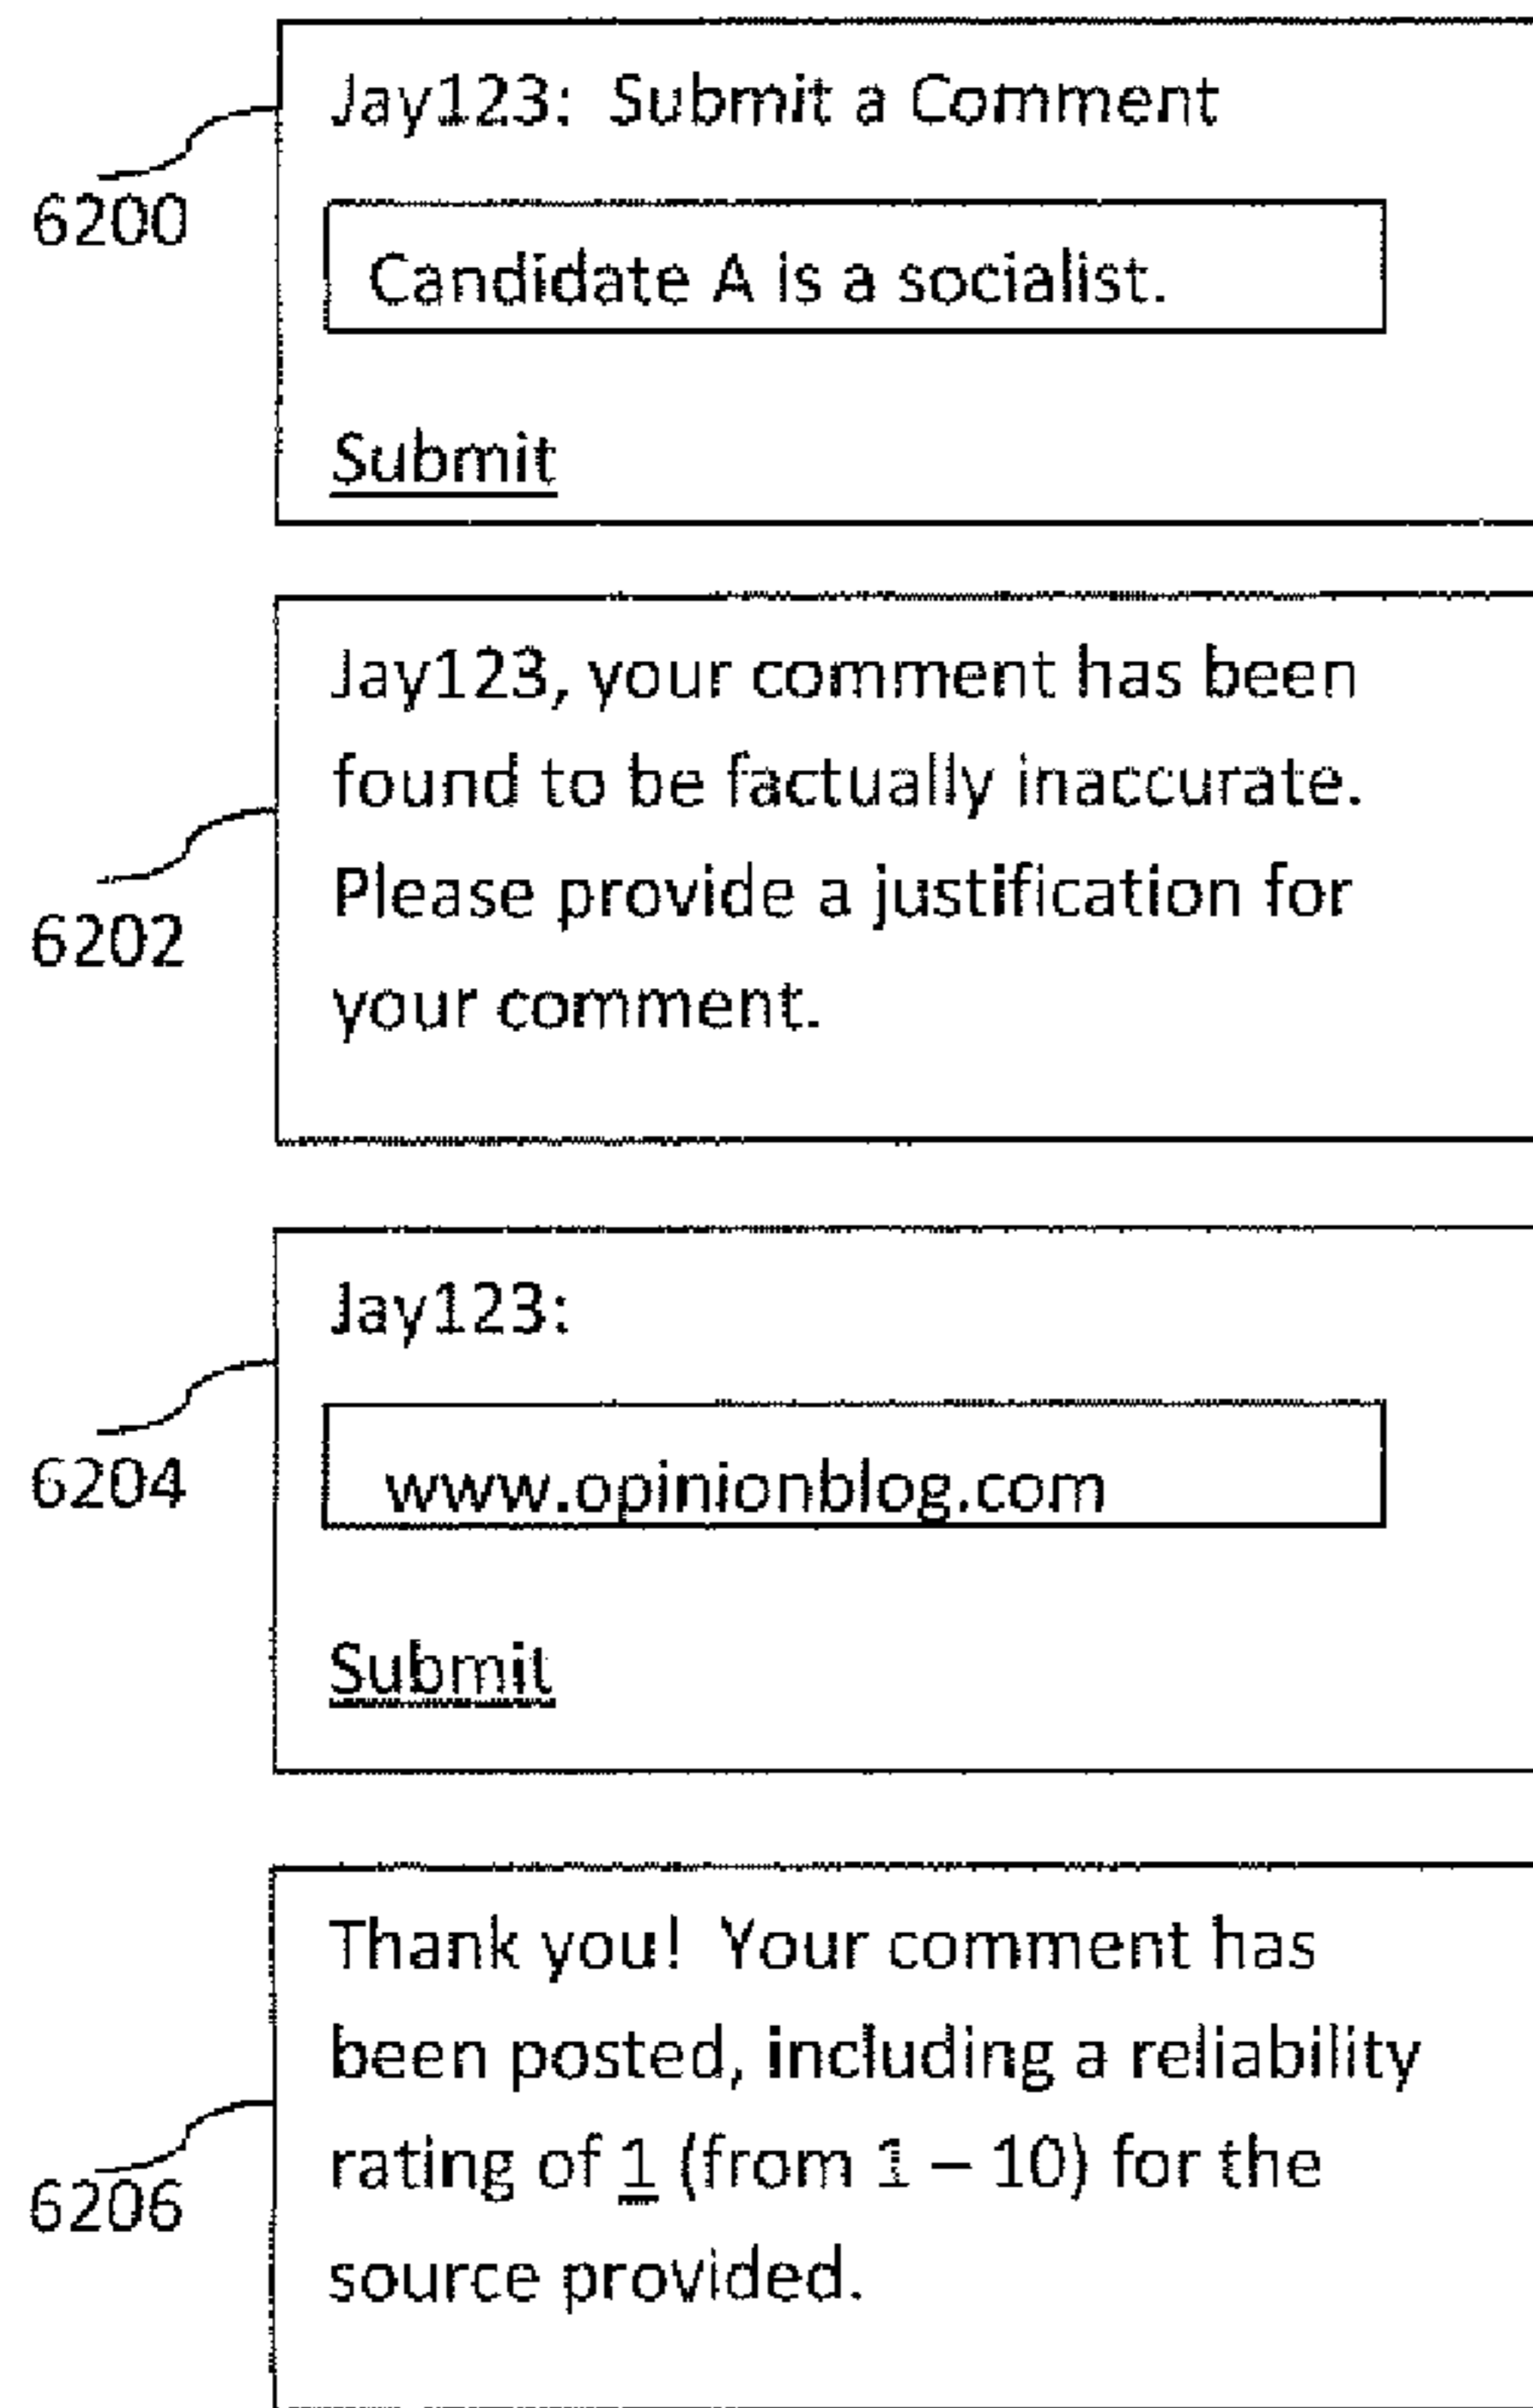 Jay123: Submit a Comment
6200
Candidate A is a socialist.
Submit
Jay123, your comment has been
found to be factually inaccurate.
Please provide a justification for
6202
your comment.
Jay123:
6204
www.opinionblog.com
Submit
Thank you! Your comment has
been posted, including a reliability
rating of 1 (from 1 – 10) for the
6206
source provided.